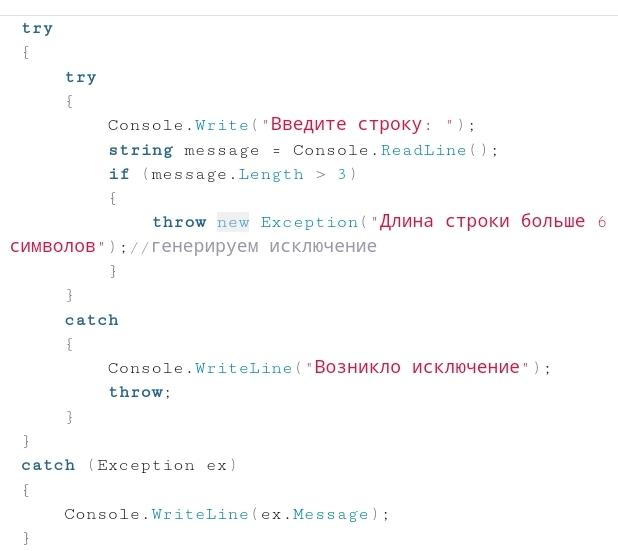 try
{
try
{
Console.Write("Введите строку: ");
string message = Console.ReadLine();
if (message.Length > 3)
{
throw new Exception("Длина строки больше 6
символов");//генерируем исключение
}
}
catch
{
Console.WriteLine("Возникло исключение");
throw;
}
}
catch (Exception ex)
{
Console.WriteLine(ex.Message);
}